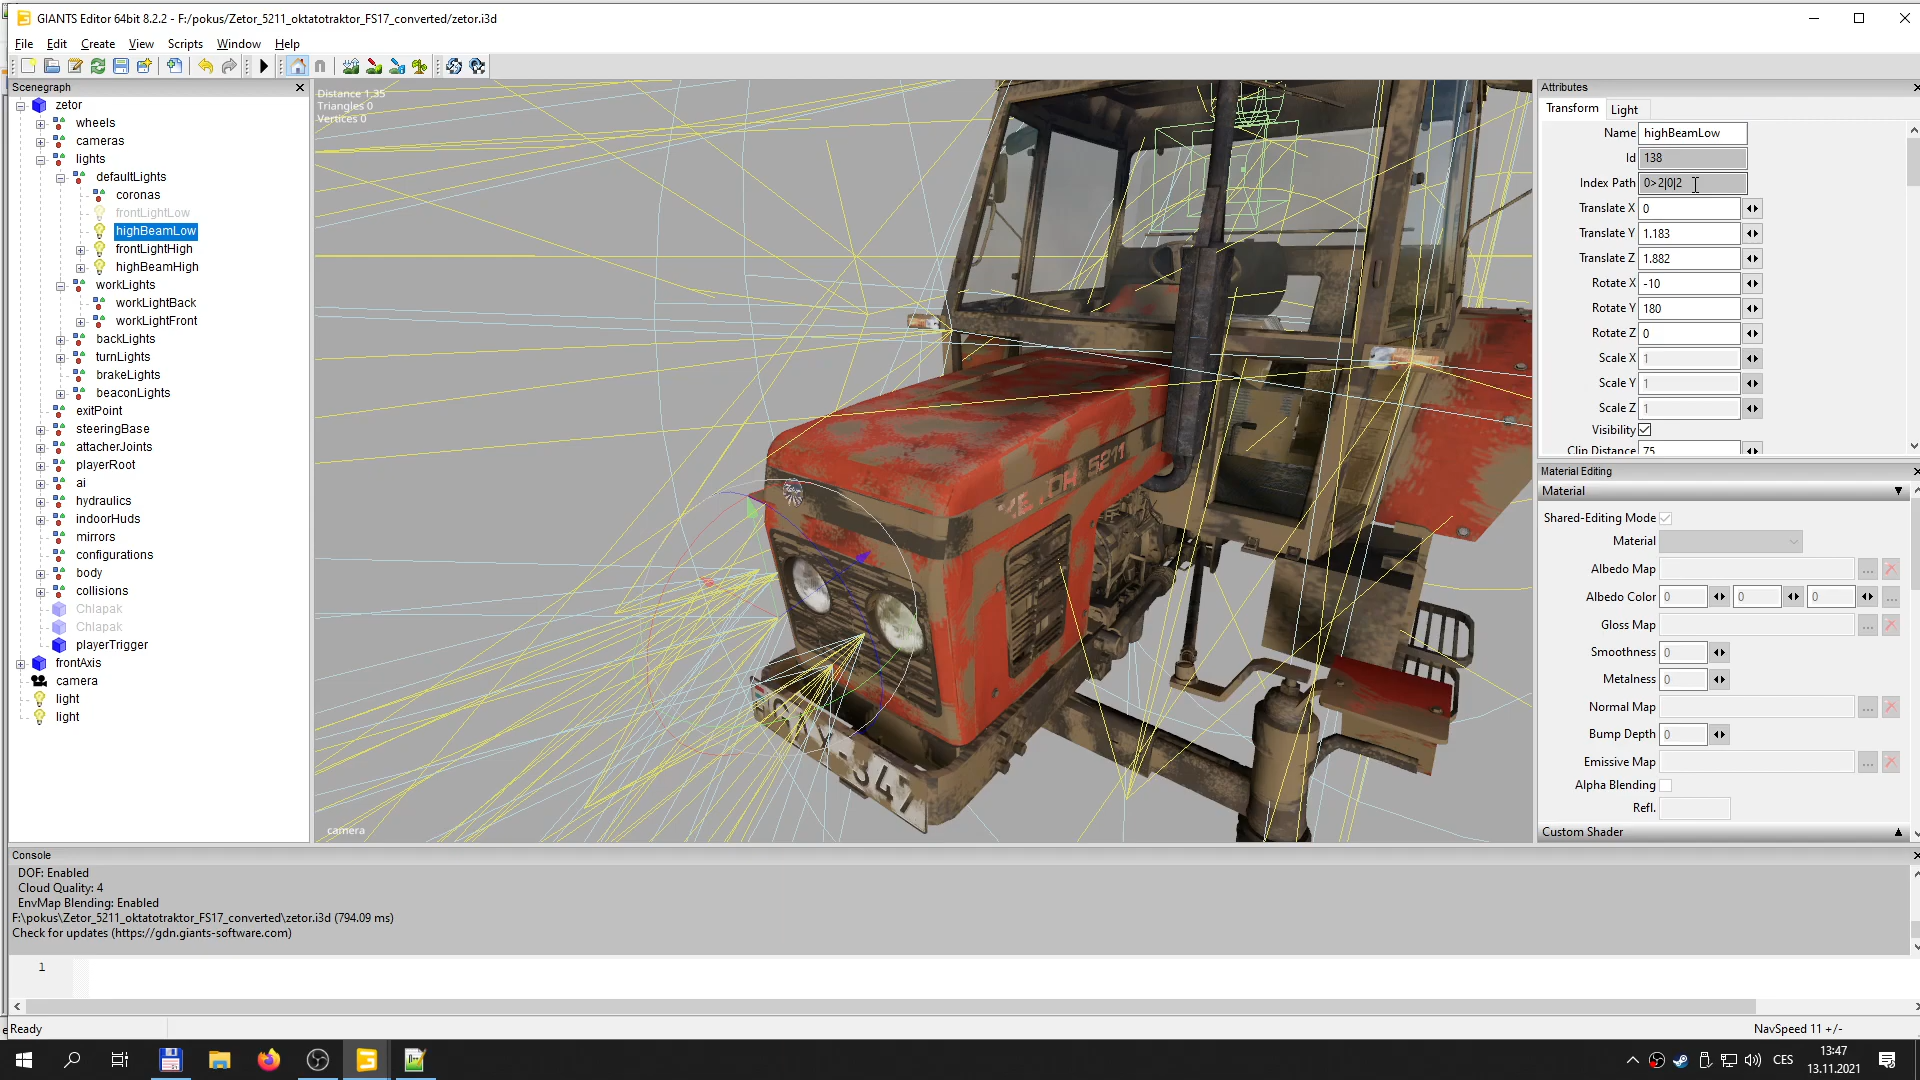 GIANTS Editor 64bit 8.2.2 - F:/pokus/Zetor_5211_oktatotraktor_FS17_converted/zetor.i3d
File Edit Create View Scripts Window Help
Scenegraph
zetor
wheels
cameras
lights
defaultLights
coronas
frontLightLow
highBeamLow
frontLightHigh
highBeamHigh
workLights
workLightBack
workLightFront
backLights
turnLights
brakeLights
beaconLights
exitPoint
steeringBase
attacherJoints
playerRoot
ai
hydraulics
indoorHuds
mirrors
configurations
body
collisions
Chlapak
Chlapak
playerTrigger
frontAxis
camera
light
light
Distance 1.35
Triangles 0
Vertices 0
5211
347
camera
Attributes
Transform Light
Name highBeamLow
Id 138
Index Path 0>2|0|2
Translate X 0
Translate Y 1.183
Translate Z 1.882
Rotate X -10
Rotate Y 180
Rotate Z 0
Scale X 1
Scale Y 1
Scale Z 1
Visibility
Clip Distance 75
Material Editing
Material
Shared-Editing Mode
Material
Albedo Map ...
Albedo Color 0 0 0 ...
Gloss Map ...
Smoothness 0
Metalness 0
Normal Map ...
Bump Depth 0
Emissive Map ...
Alpha Blending
Refl.
Custom Shader
Console
DOF: Enabled
Cloud Quality: 4
EnvMap Blending: Enabled
F:\pokus\Zetor_5211_oktatotraktor_FS17_converted\zetor.i3d (794.09 ms)
Check for updates (https://gdn.giants-software.com)
1
Ready
NavSpeed 11 +/-
CES
13:47
13.11.2021